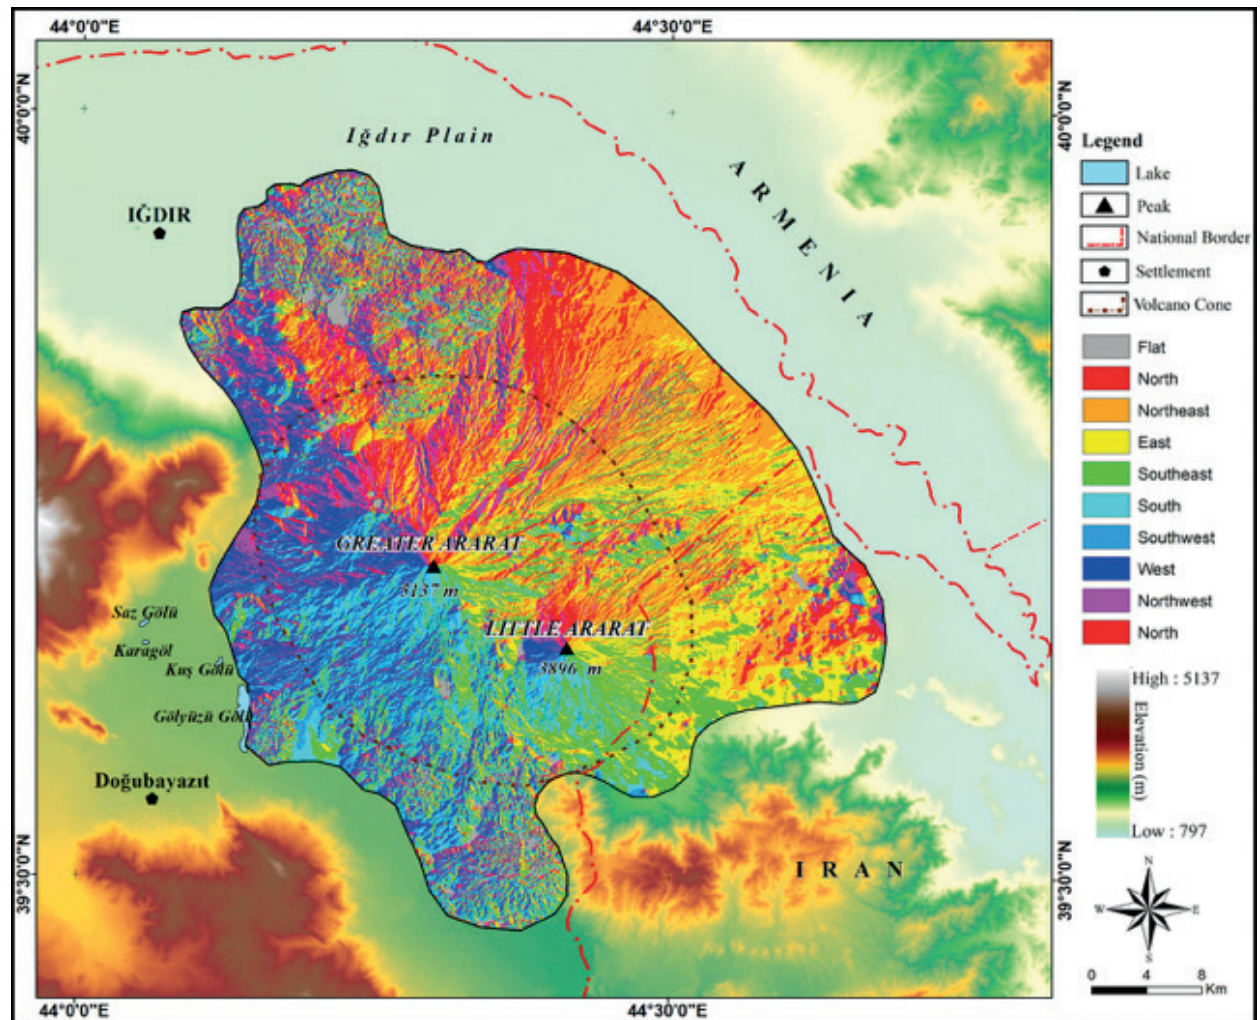 44°0'0"E
44°30'0"E
40°0'0"N
40°0'0"N
Iğdır Plain
ARMENIA
IĞDIR
GREATER ARARAT
5137 m
LITTLE ARARAT
3896 m
Saz Gölü
Karagöl
Kuş Gölü
Gölyüzü Gölü
Doğubayazıt
IRAN
39°30'0"N
39°30'0"N
44°0'0"E
44°30'0"E
Legend
Lake
Peak
National Border
Settlement
Volcano Cone
Flat
North
Northeast
East
Southeast
South
Southwest
West
Northwest
North
High : 5137
Elevation (m)
Low : 797
N
W
E
S
0
4
8
Km